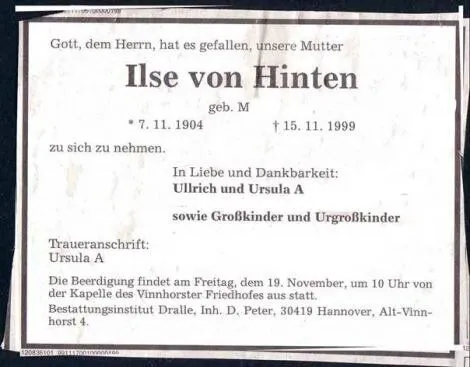 Gott, dem Herrn, hat es gefallen, unsere Mutter
Ilse von Hinten
geb. M
* 7. 11. 1904 † 15. 11. 1999
zu sich zu nehmen.
In Liebe und Dankbarkeit:
Ullrich und Ursula A
sowie Großkinder und Urgroßkinder
Traueranschrift:
Ursula A
Die Beerdigung findet am Freitag, dem 19. November, um 10 Uhr von
der Kapelle des Vinnhorster Friedhofes aus statt.
Bestattungsinstitut Dralle, Inh. D. Peter, 30419 Hannover, Alt-Vinn-
horst 4.